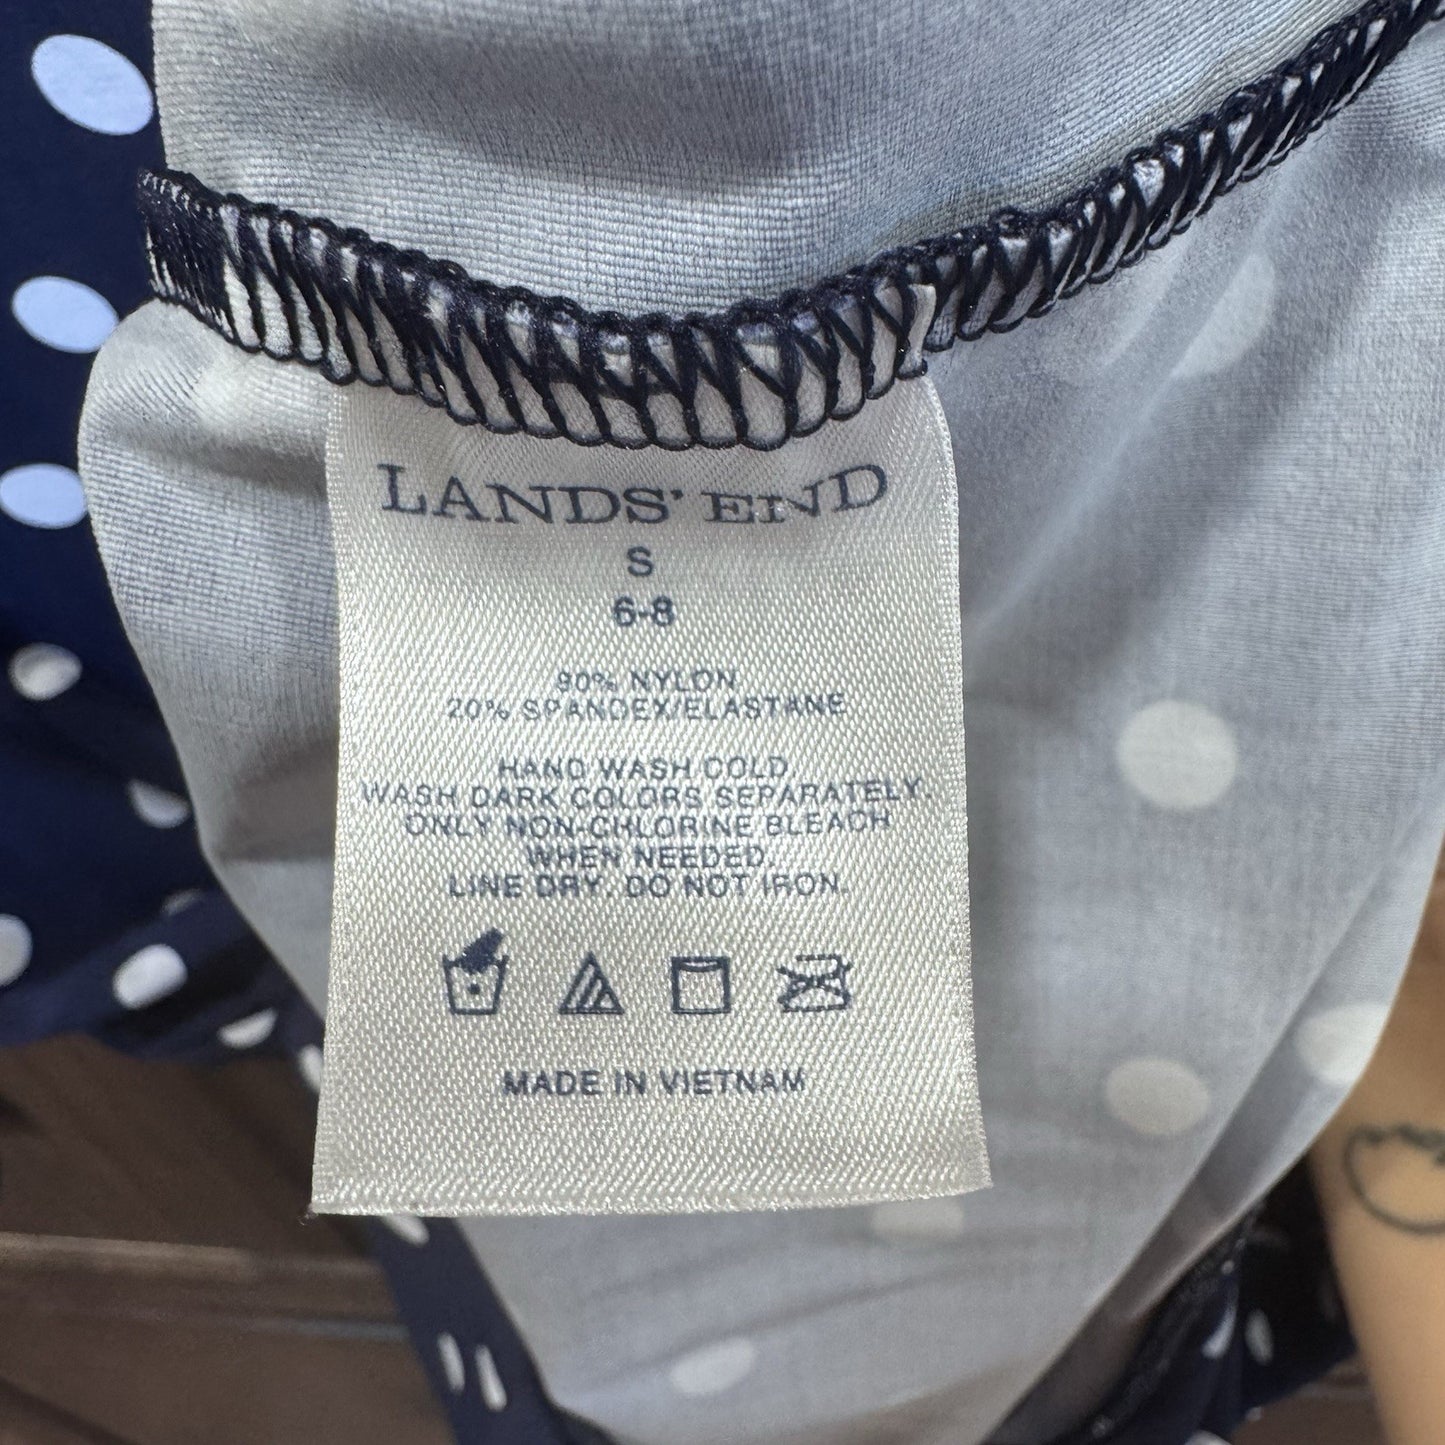 LANDS' END
S
6-8
80% NYLON
20% SPANDEX/ELASTANE
HAND WASH COLD.
WASH DARK COLORS SEPARATELY.
ONLY NON-CHLORINE BLEACH
WHEN NEEDED.
LINE DRY. DO NOT IRON.
MADE IN VIETNAM